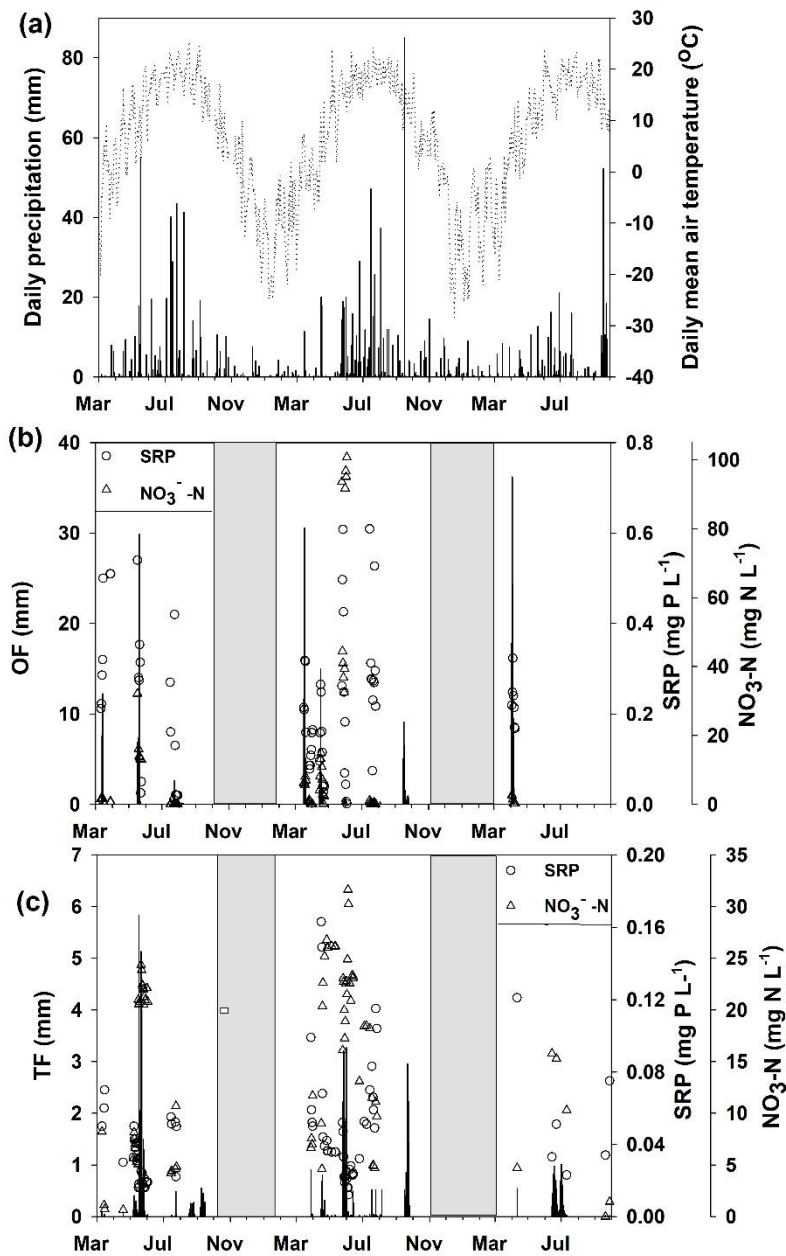 (a)
Daily precipitation (mm)
80
60
40
20
0
30
20
10
0
-10
-20
-30
-40
Daily mean air temperature (°C)
Mar Jul Nov Mar Jul Nov Mar Jul
(b)
OF (mm)
40
30
20
10
0
SRP
NO₃⁻-N
0.8
0.6
0.4
0.2
0.0
SRP (mg P L⁻¹)
100
80
60
40
20
0
NO₃-N (mg N L⁻¹)
Mar Jul Nov Mar Jul Nov Mar Jul
(c)
TF (mm)
7
6
5
4
3
2
1
0
SRP
NO₃⁻-N
0.20
0.16
0.12
0.08
0.04
0.00
SRP (mg P L-¹)
35
30
25
20
15
10
5
0
NO₃-N (mg N L⁻¹)
Mar Jul Nov Mar Jul Nov Mar Jul